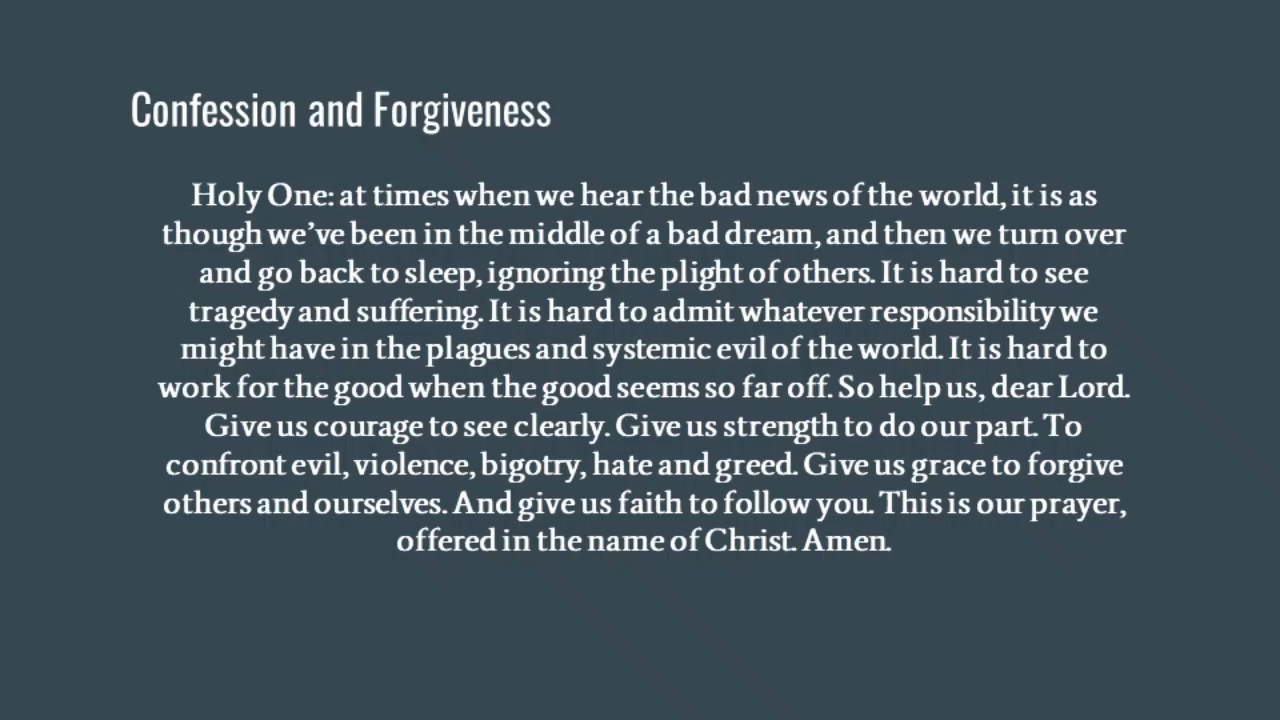 Confession and Forgiveness
Holy One: at times when we hear the bad news of the world, it is as
though we’ve been in the middle of a bad dream, and then we turn over
and go back to sleep, ignoring the plight of others. It is hard to see
tragedy and suffering. It is hard to admit whatever responsibility we
might have in the plagues and systemic evil of the world. It is hard to
work for the good when the good seems so far off. So help us, dear Lord.
Give us courage to see clearly. Give us strength to do our part. To
confront evil, violence, bigotry, hate and greed. Give us grace to forgive
others and ourselves. And give us faith to follow you. This is our prayer,
offered in the name of Christ. Amen.